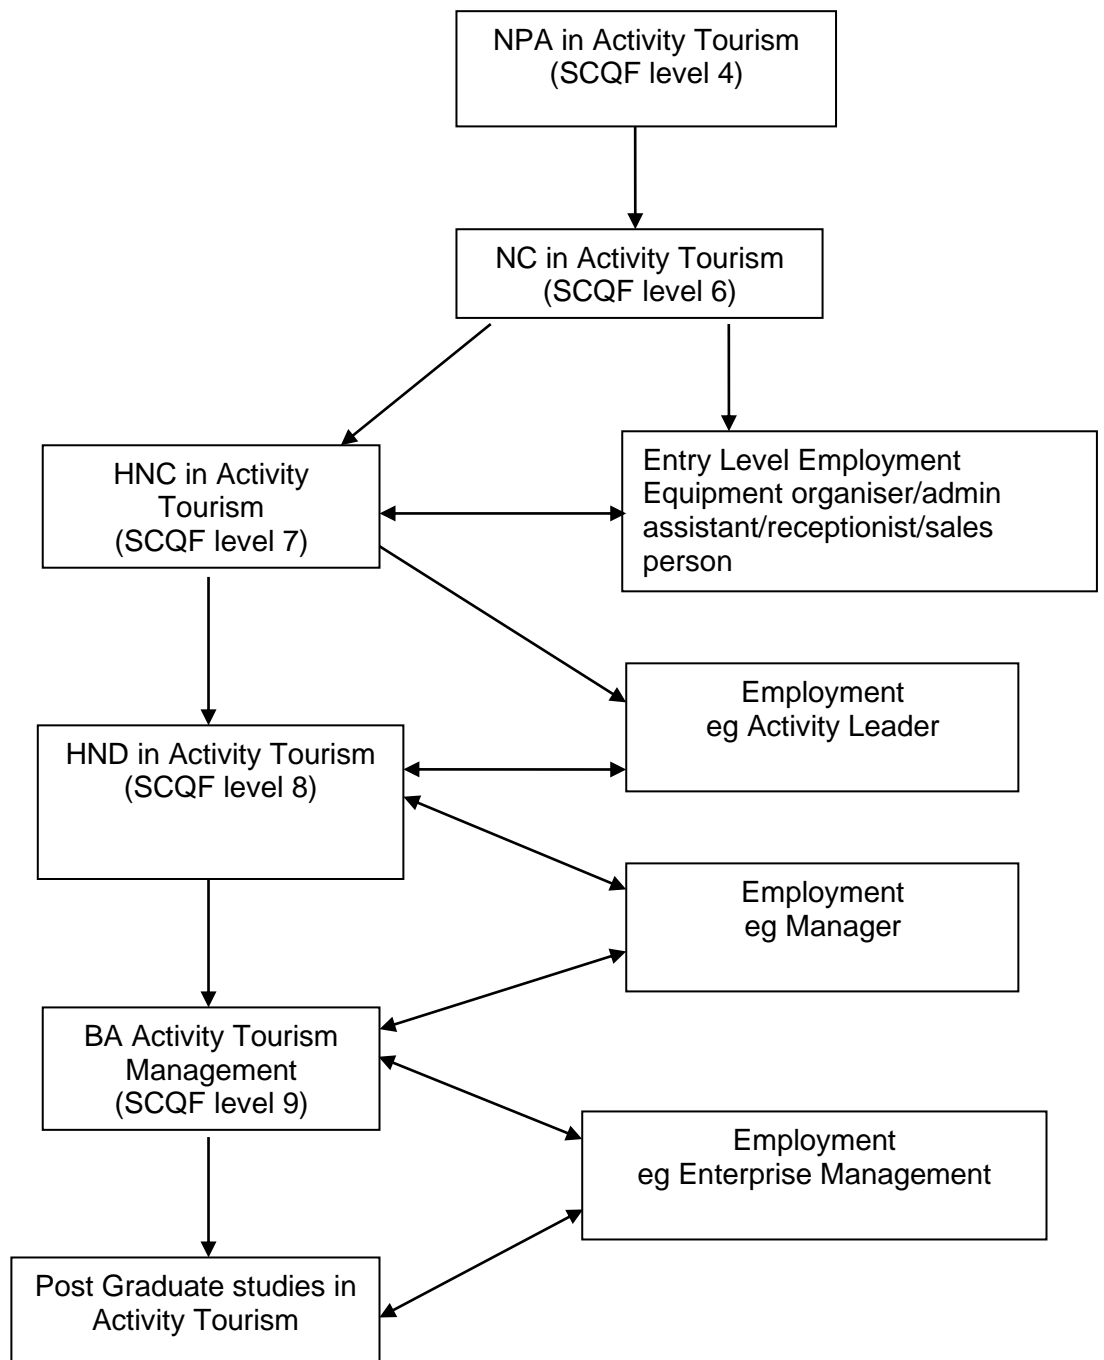 NPA in Activity Tourism
(SCQF level 4)
NC in Activity Tourism
(SCQF level 6)
HNC in Activity
Tourism
(SCQF level 7)
Entry Level Employment
Equipment organiser/admin
assistant/receptionist/sales
person
Employment
eg Activity Leader
HND in Activity Tourism
(SCQF level 8)
Employment
eg Manager
BA Activity Tourism
Management
(SCQF level 9)
Employment
eg Enterprise Management
Post Graduate studies in
Activity Tourism